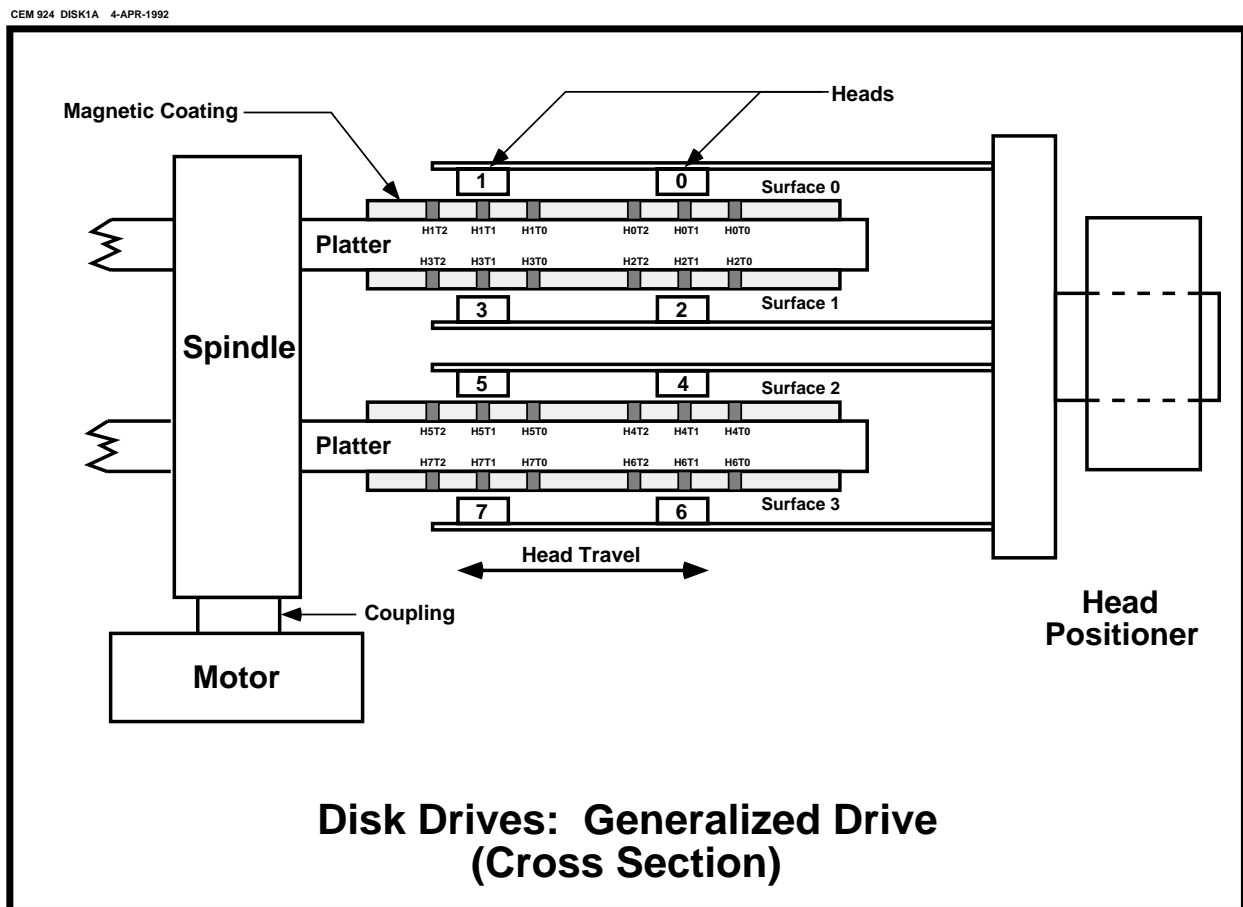 CEM 924 DISK1A 4-APR-1992
Magnetic Coating
Heads
1 0 Surface 0
H1T2 H1T1 H1T0 H0T2 H0T1 H0T0
Platter
H3T2 H3T1 H3T0 H2T2 H2T1 H2T0
3 2 Surface 1
Spindle
5 4 Surface 2
H5T2 H5T1 H5T0 H4T2 H4T1 H4T0
Platter
H7T2 H7T1 H7T0 H6T2 H6T1 H6T0
7 6 Surface 3
Head Travel
Coupling
Head
Positioner
Motor
Disk Drives: Generalized Drive
(Cross Section)